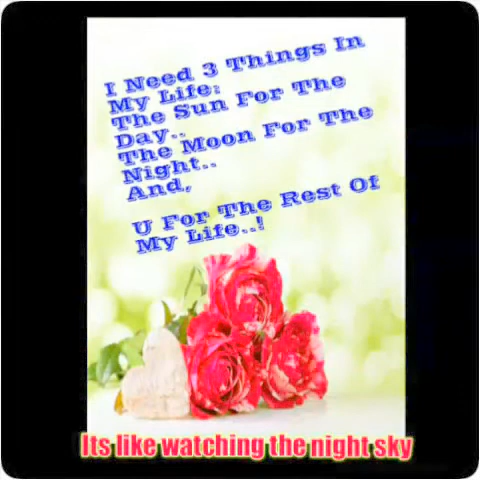 I Need 3 Things In
My Life:
The Sun For The
Day..
The Moon For The
Night..
And,
U For The Rest Of
My Life..!
Its like watching the night sky